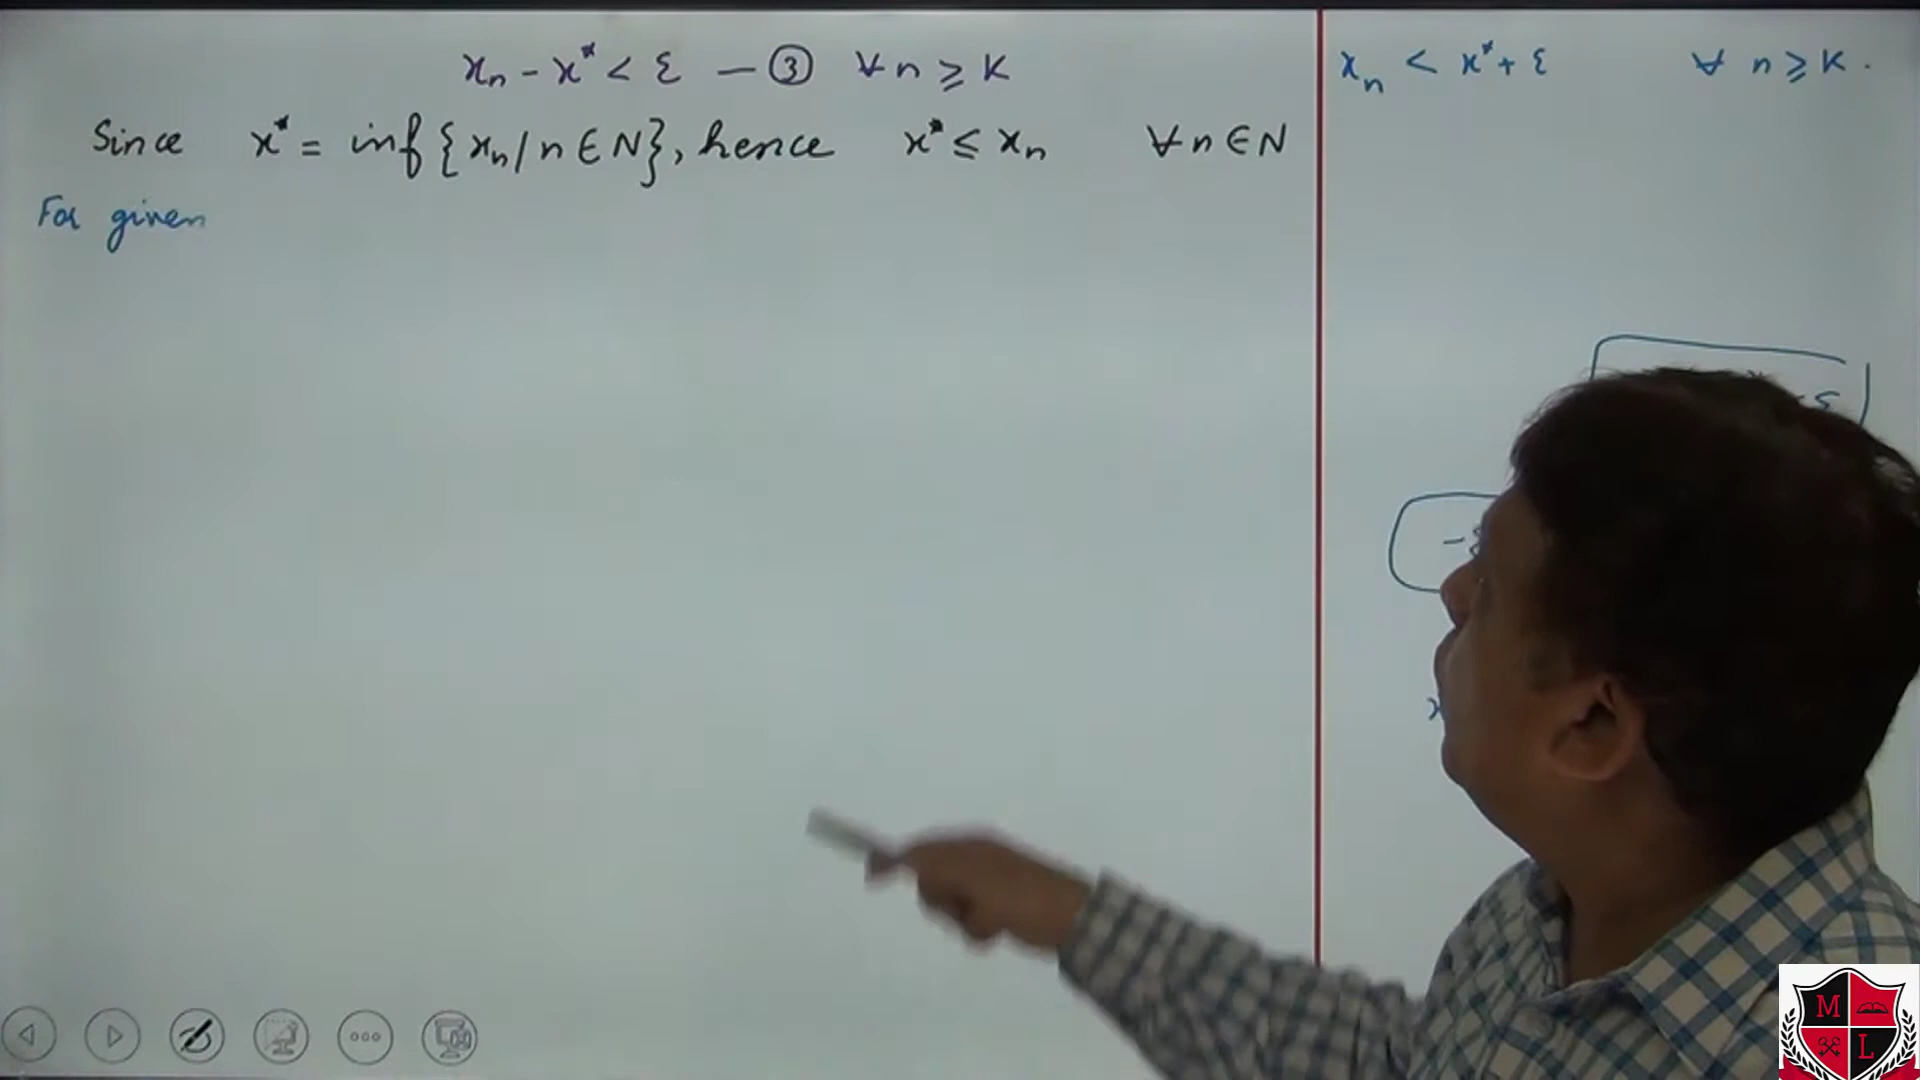 xₙ - x* < ε — ③ ∀ n ⩾ K
Since x* = inf{xₙ / n ∈ N}, hence x* ≤ xₙ ∀ n ∈ N
For given
xₙ < x* + ε ∀ n ⩾ K.
< ε
-ε
x
M L